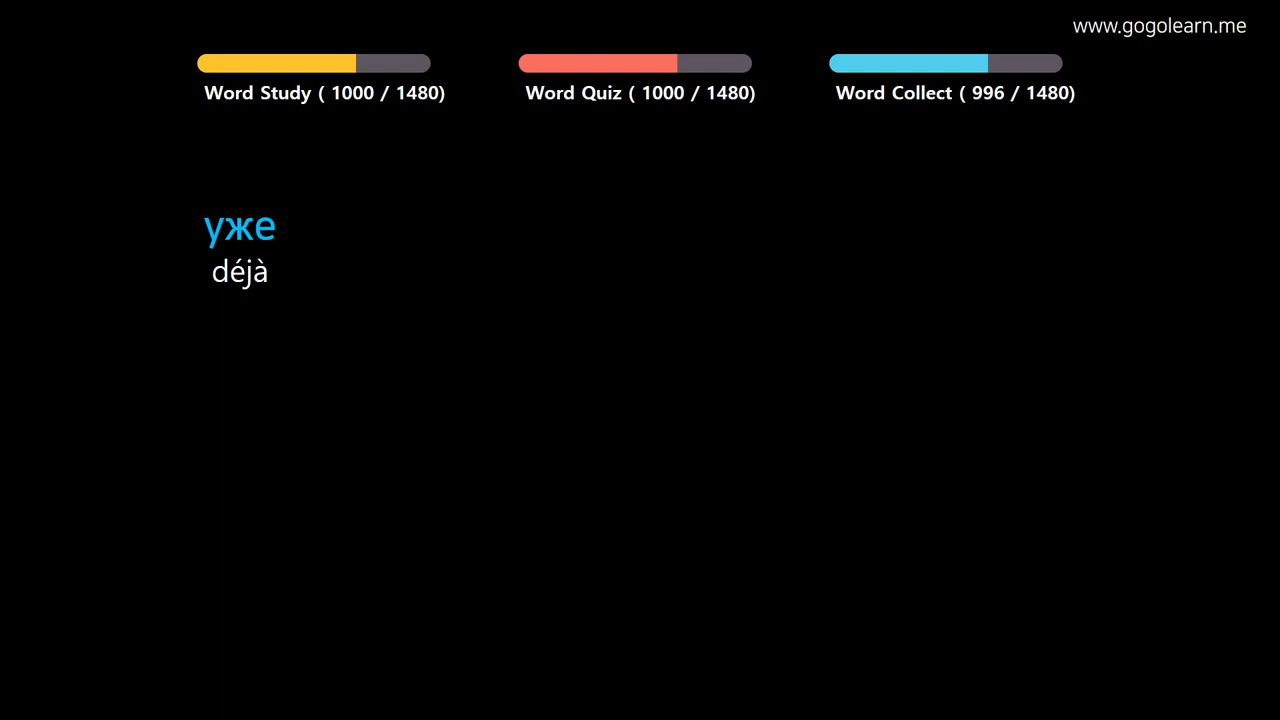 www.gogolearn.me
Word Study ( 1000 / 1480)
Word Quiz ( 1000 / 1480)
Word Collect ( 996 / 1480)
уже
déjà